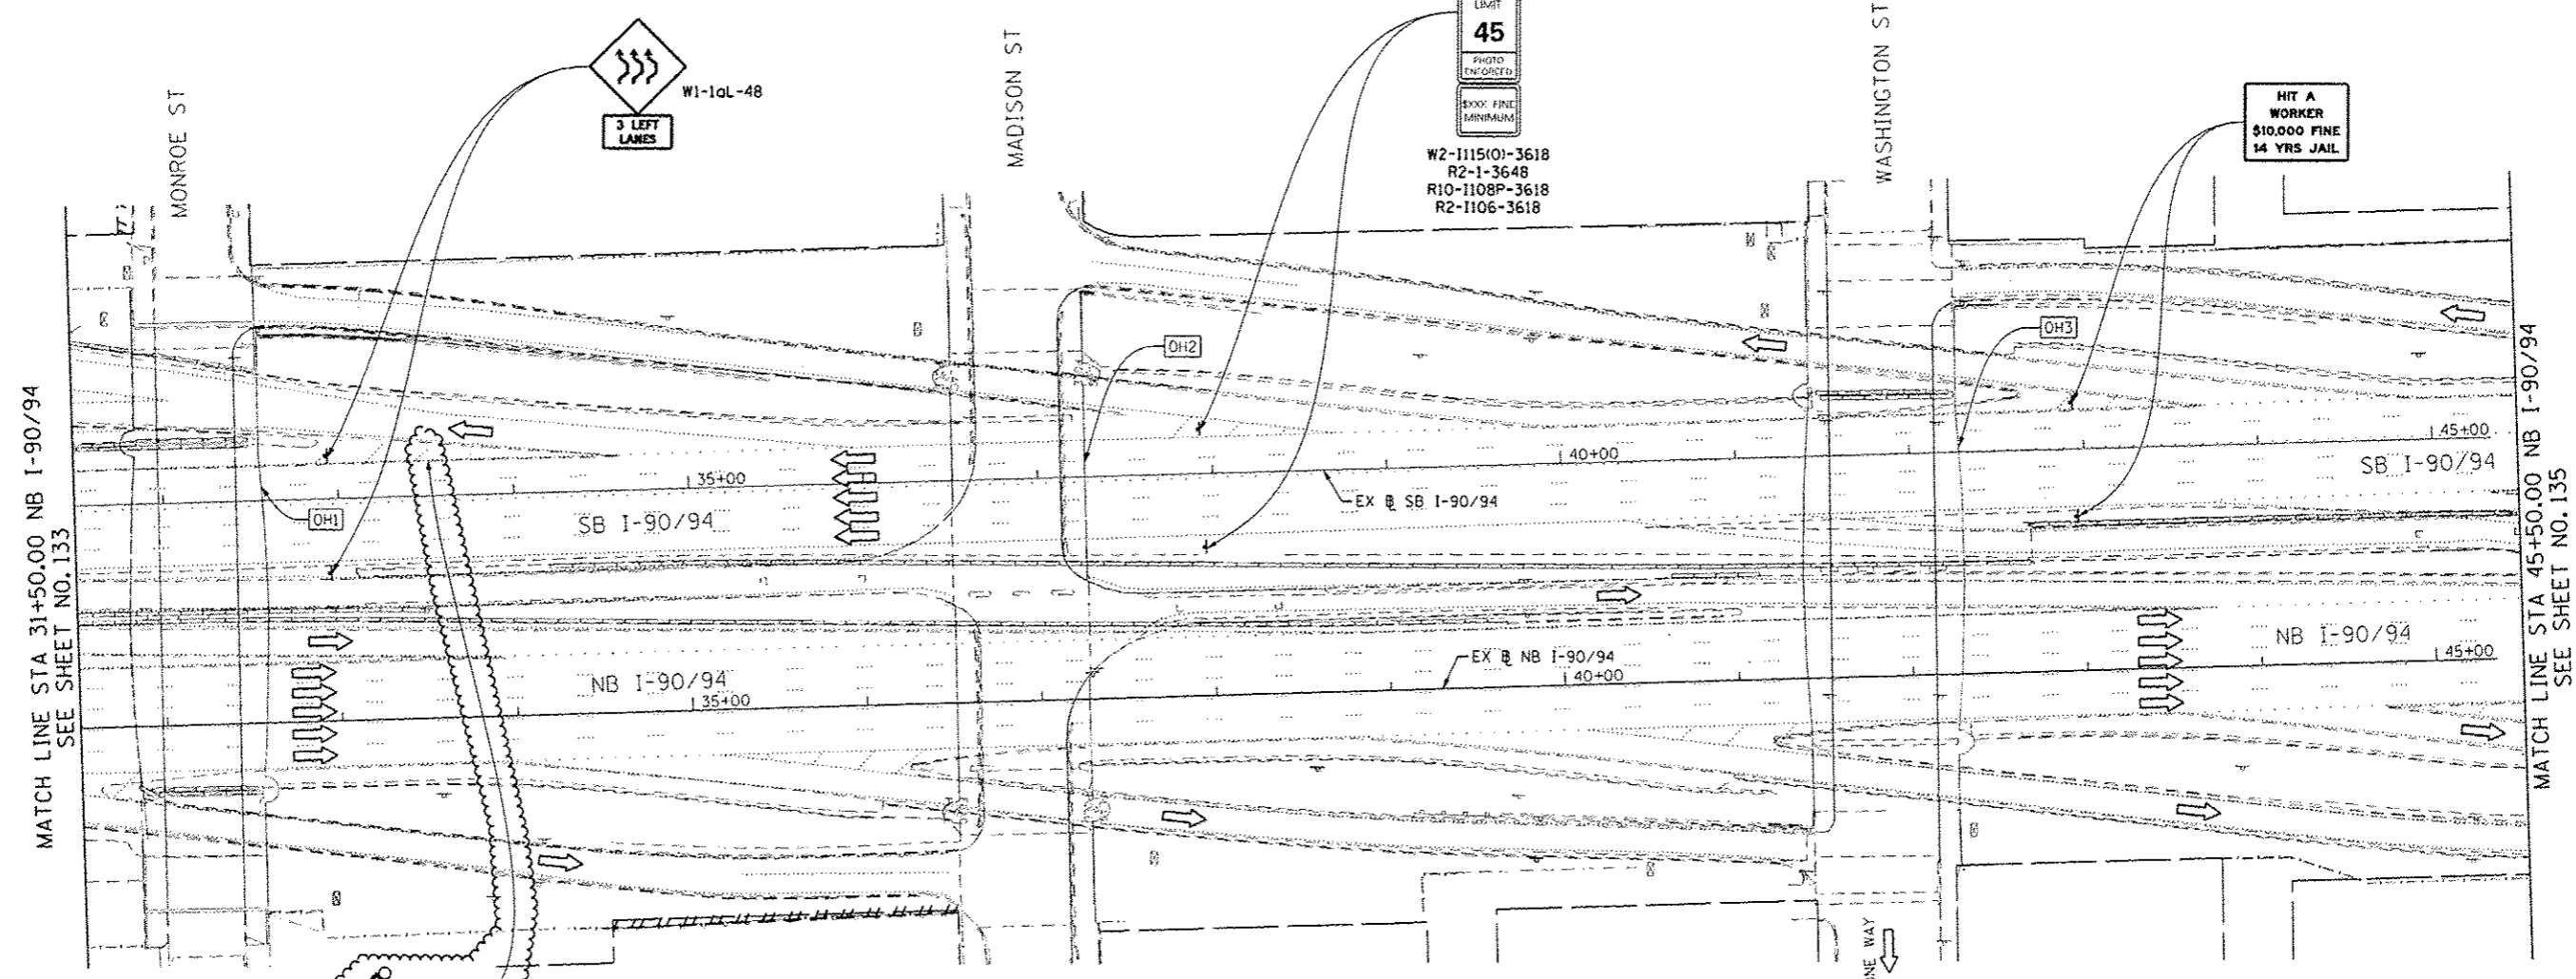 MONROE ST
W1-1aL-48
3 LEFT
LANES
MADISON ST
LIMIT
45
PHOTO
ENFORCED
$XXX FINE
MINIMUM
W2-I115(O)-3618
R2-1-3648
R10-I108P-3618
R2-I106-3618
WASHINGTON ST
HIT A
WORKER
$10,000 FINE
14 YRS JAIL
MATCH LINE STA 31+50.00 NB I-90/94
SEE SHEET NO. 133
OH1
OH2
OH3
35+00
40+00
45+00
SB I-90/94
EX B SB I-90/94
SB I-90/94
NB I-90/94
35+00
EX B NB I-90/94
40+00
NB I-90/94
45+00
MATCH LINE STA 45+50.00 NB I-90/94
SEE SHEET NO. 135
WAY